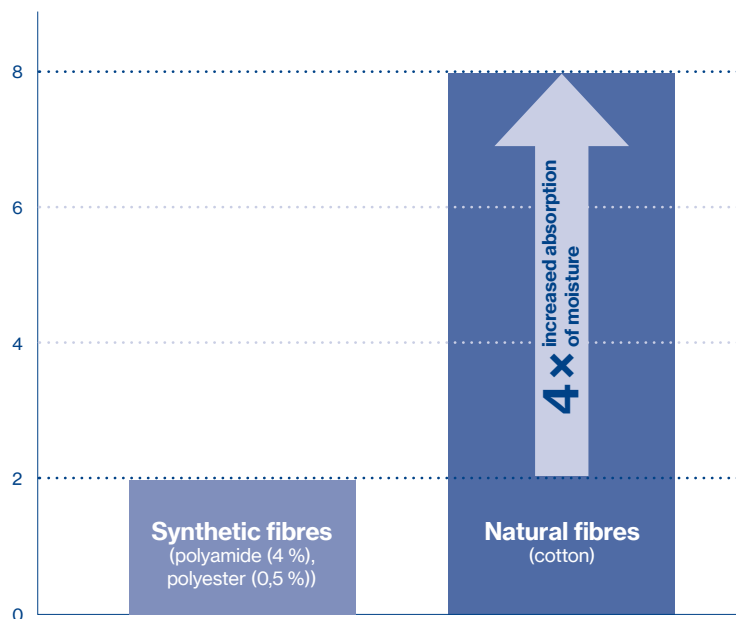 8
6
4
2
0
4 × increased absorption
of moisture
Synthetic fibres
(polyamide (4 %),
polyester (0,5 %))
Natural fibres
(cotton)